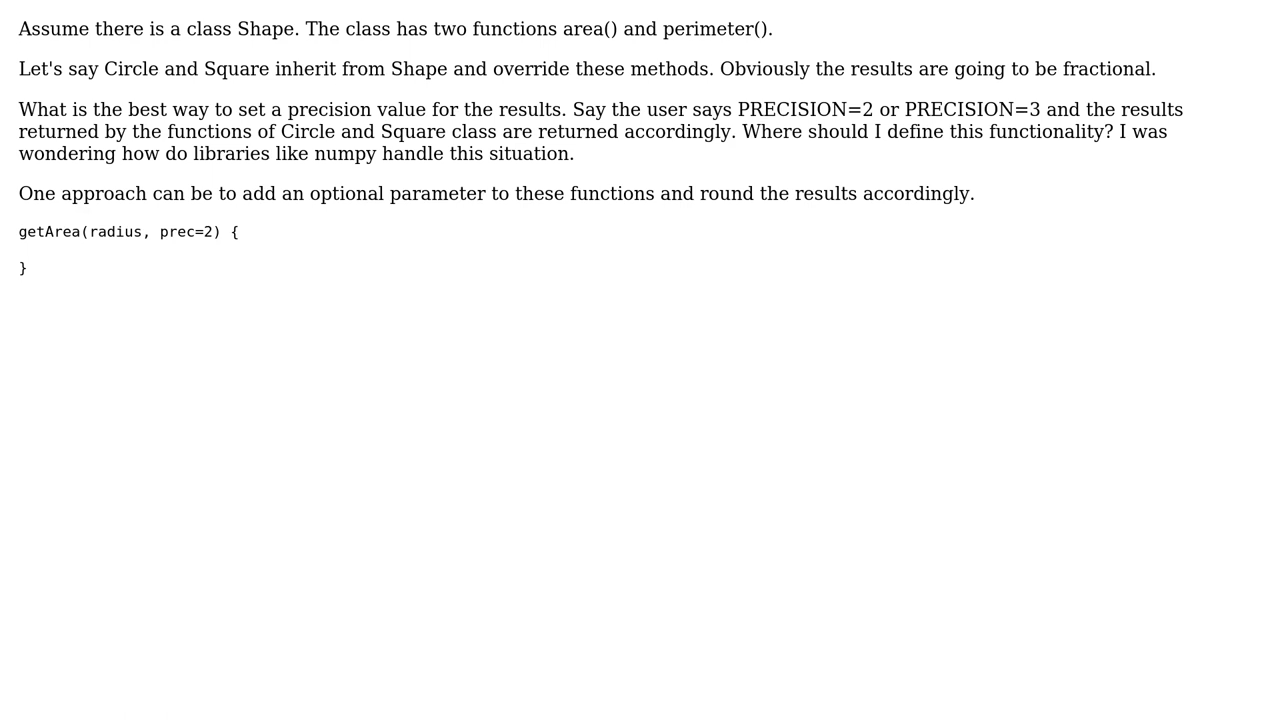 Assume there is a class Shape. The class has two functions area() and perimeter().
Let's say Circle and Square inherit from Shape and override these methods. Obviously the results are going to be fractional.
What is the best way to set a precision value for the results. Say the user says PRECISION=2 or PRECISION=3 and the results
returned by the functions of Circle and Square class are returned accordingly. Where should I define this functionality? I was
wondering how do libraries like numpy handle this situation.
One approach can be to add an optional parameter to these functions and round the results accordingly.
getArea(radius, prec=2) {
}